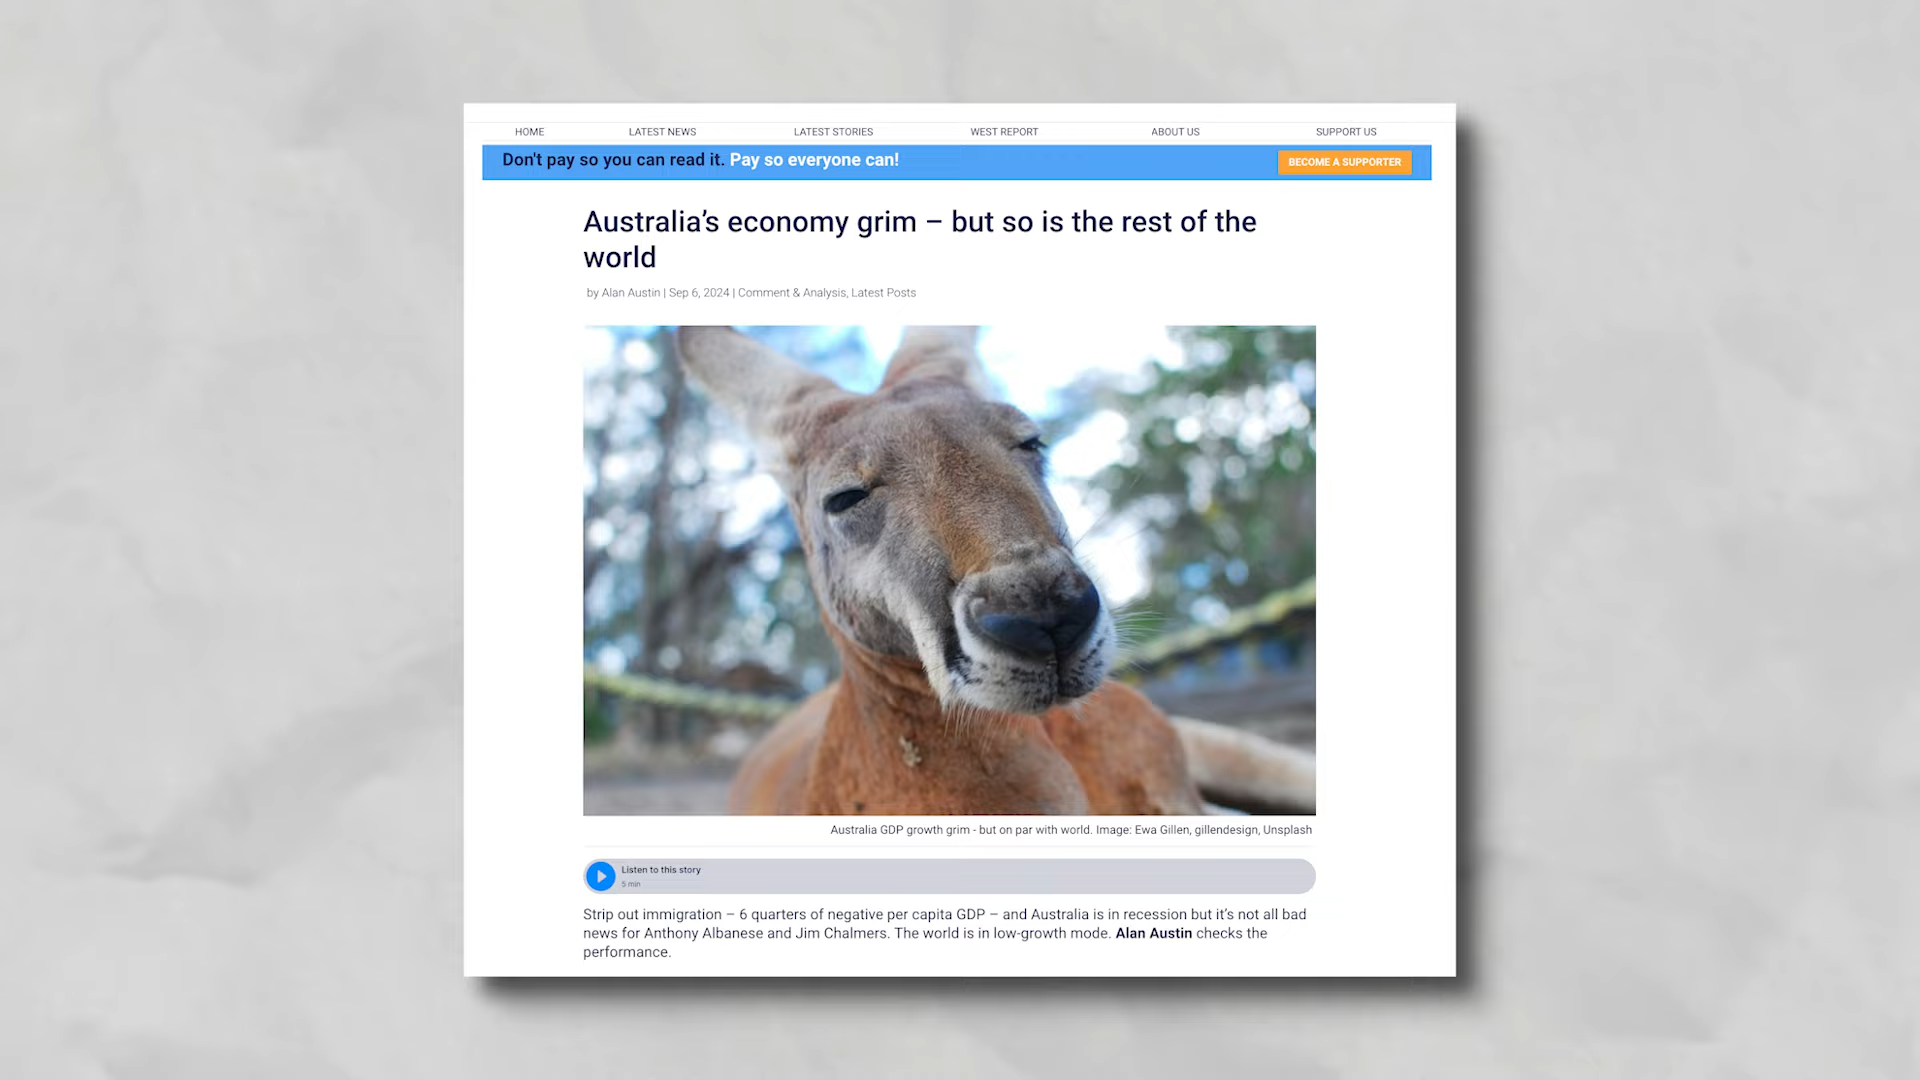 HOME LATEST NEWS LATEST STORIES WEST REPORT ABOUT US SUPPORT US
Don't pay so you can read it. Pay so everyone can!
BECOME A SUPPORTER
Australia’s economy grim – but so is the rest of the
world
by Alan Austin | Sep 6, 2024 | Comment & Analysis, Latest Posts
Australia GDP growth grim - but on par with world. Image: Ewa Gillen, gillendesign, Unsplash
Listen to this story
5 min
Strip out immigration – 6 quarters of negative per capita GDP – and Australia is in recession but it’s not all bad
news for Anthony Albanese and Jim Chalmers. The world is in low-growth mode. Alan Austin checks the
performance.